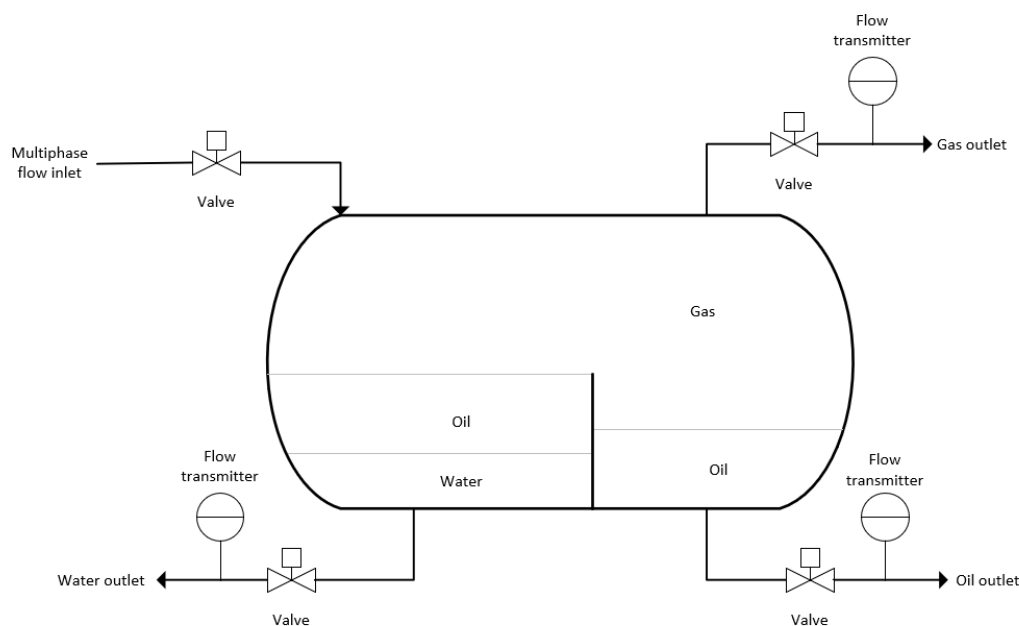 Flow
transmitter
Multiphase
flow inlet
Valve
Valve
Gas outlet
Gas
Oil
Oil
Water
Flow
transmitter
Flow
transmitter
Water outlet
Valve
Valve
Oil outlet